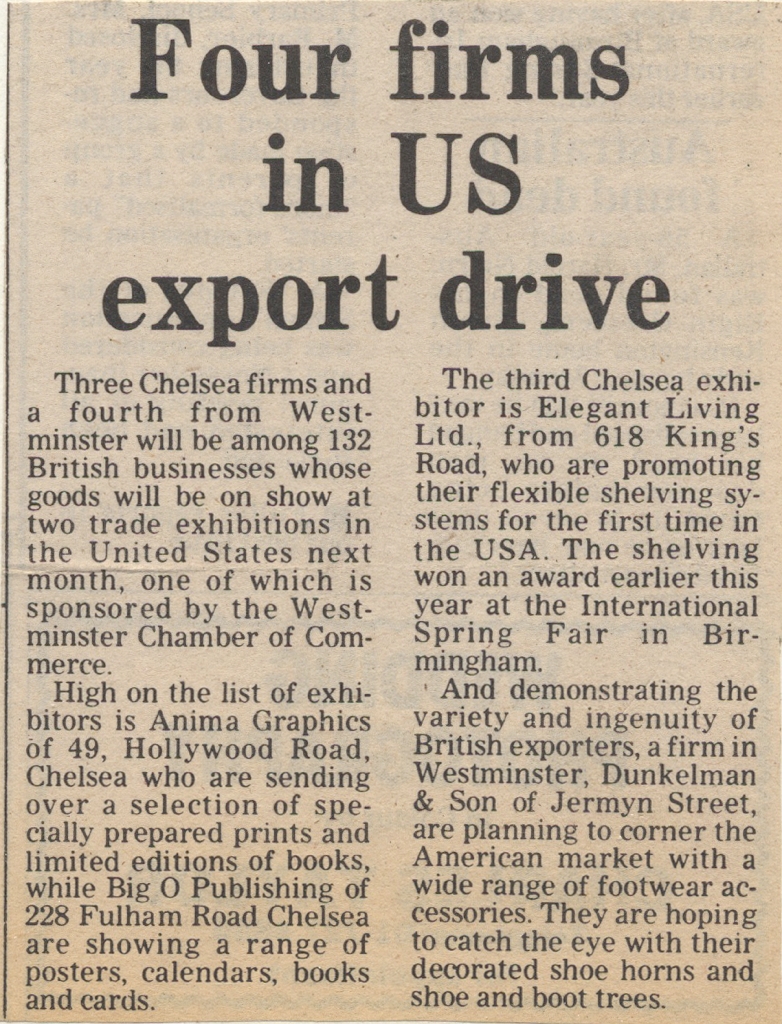 Four firms
in US
export drive
Three Chelsea firms and
a fourth from West-
minster will be among 132
British businesses whose
goods will be on show at
two trade exhibitions in
the United States next
month, one of which is
sponsored by the West-
minster Chamber of Com-
merce.
High on the list of exhi-
bitors is Anima Graphics
of 49, Hollywood Road,
Chelsea who are sending
over a selection of spe-
cially prepared prints and
limited editions of books,
while Big O Publishing of
228 Fulham Road Chelsea
are showing a range of
posters, calendars, books
and cards.
The third Chelsea exhi-
bitor is Elegant Living
Ltd., from 618 King's
Road, who are promoting
their flexible shelving sy-
stems for the first time in
the USA. The shelving
won an award earlier this
year at the International
Spring Fair in Bir-
mingham.
And demonstrating the
variety and ingenuity of
British exporters, a firm in
Westminster, Dunkelman
& Son of Jermyn Street,
are planning to corner the
American market with a
wide range of footwear ac-
cessories. They are hoping
to catch the eye with their
decorated shoe horns and
shoe and boot trees.